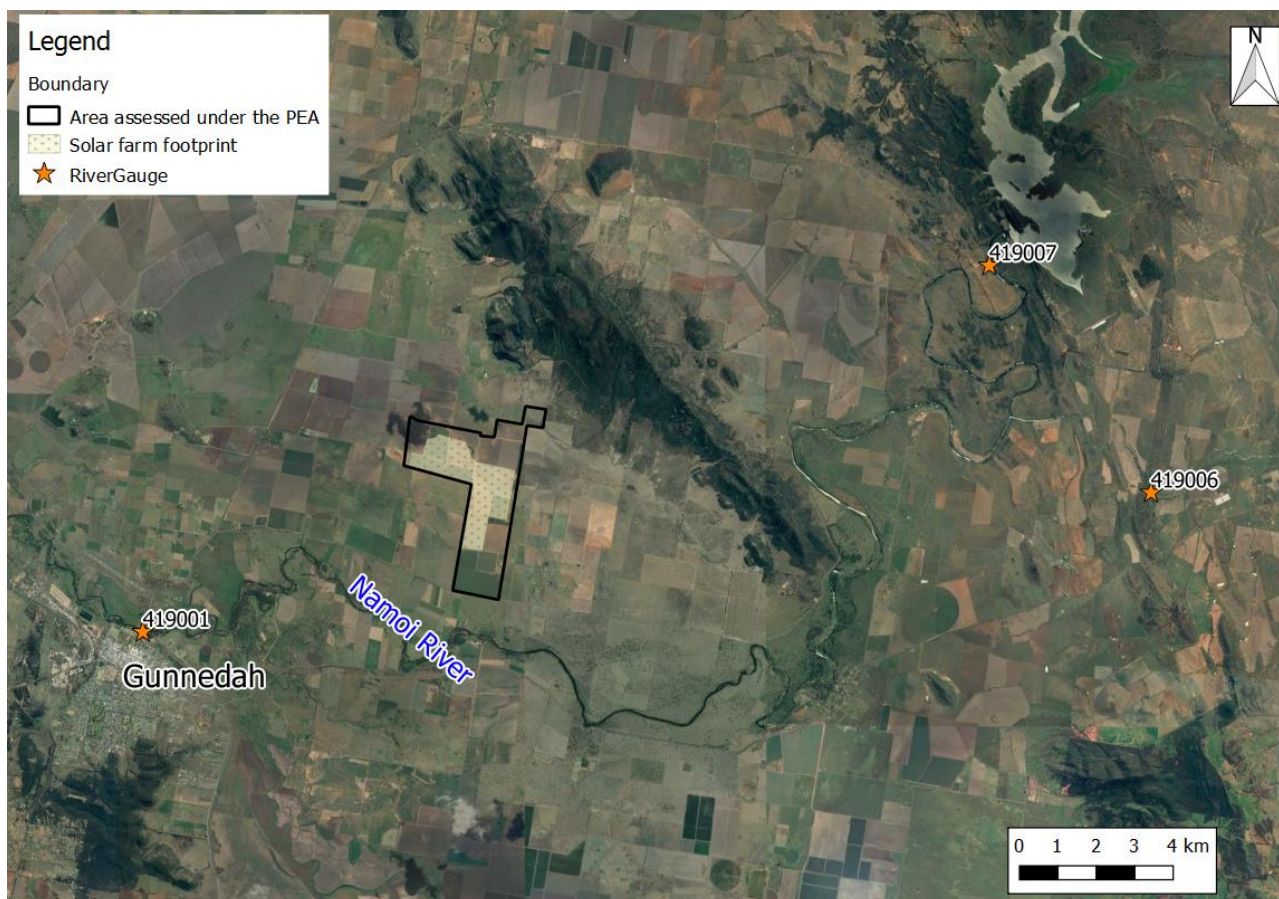 Legend
Boundary
Area assessed under the PEA
Solar farm footprint
RiverGauge
N
419007
419006
419001
Namoi River
Gunnedah
0 1 2 3 4 km